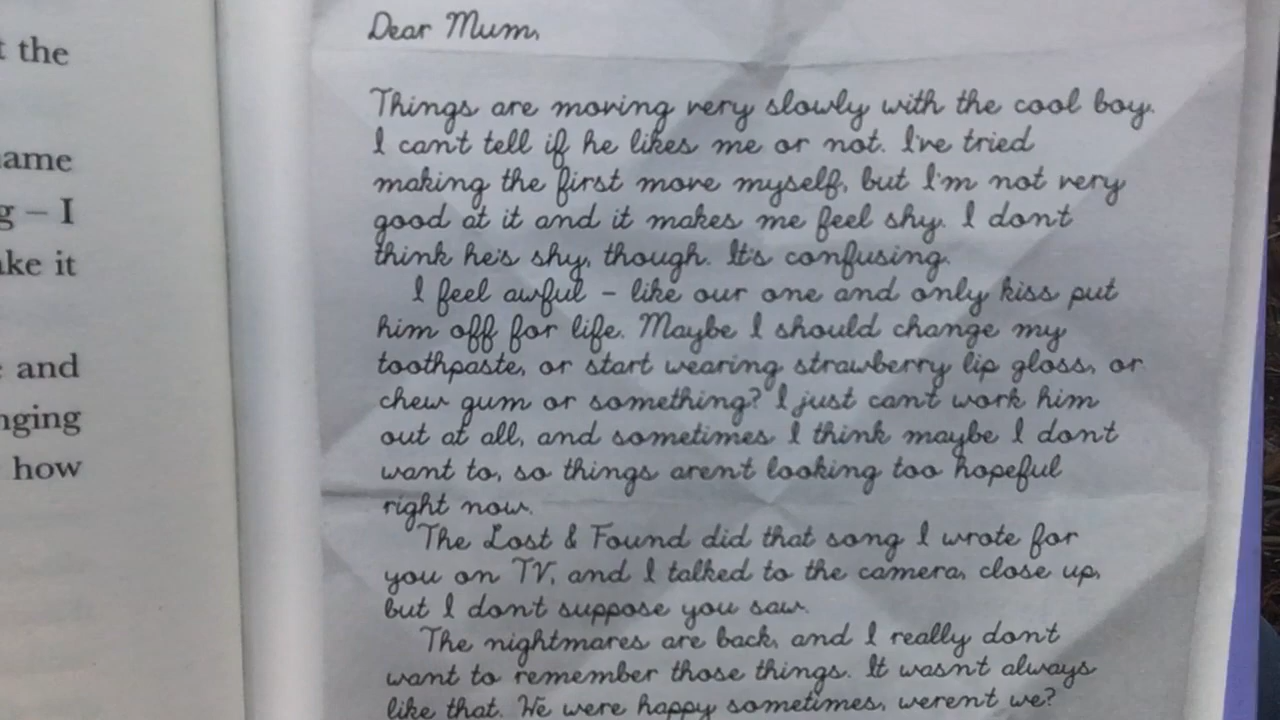 t the
ame
g – I
ake it
and
nging
how
Dear Mum,
Things are moving very slowly with the cool boy.
I can't tell if he likes me or not. I've tried
making the first move myself, but I'm not very
good at it and it makes me feel shy. I don't
think he's shy, though. It's confusing.
I feel awful – like our one and only kiss put
him off for life. Maybe I should change my
toothpaste, or start wearing strawberry lip gloss, or
chew gum or something? I just can't work him
out at all, and sometimes I think maybe I don't
want to, so things aren't looking too hopeful
right now.
The Lost & Found did that song I wrote for
you on TV, and I talked to the camera, close up,
but I don't suppose you saw.
The nightmares are back, and I really don't
want to remember those things. It wasn't always
like that. We were happy sometimes, weren't we?